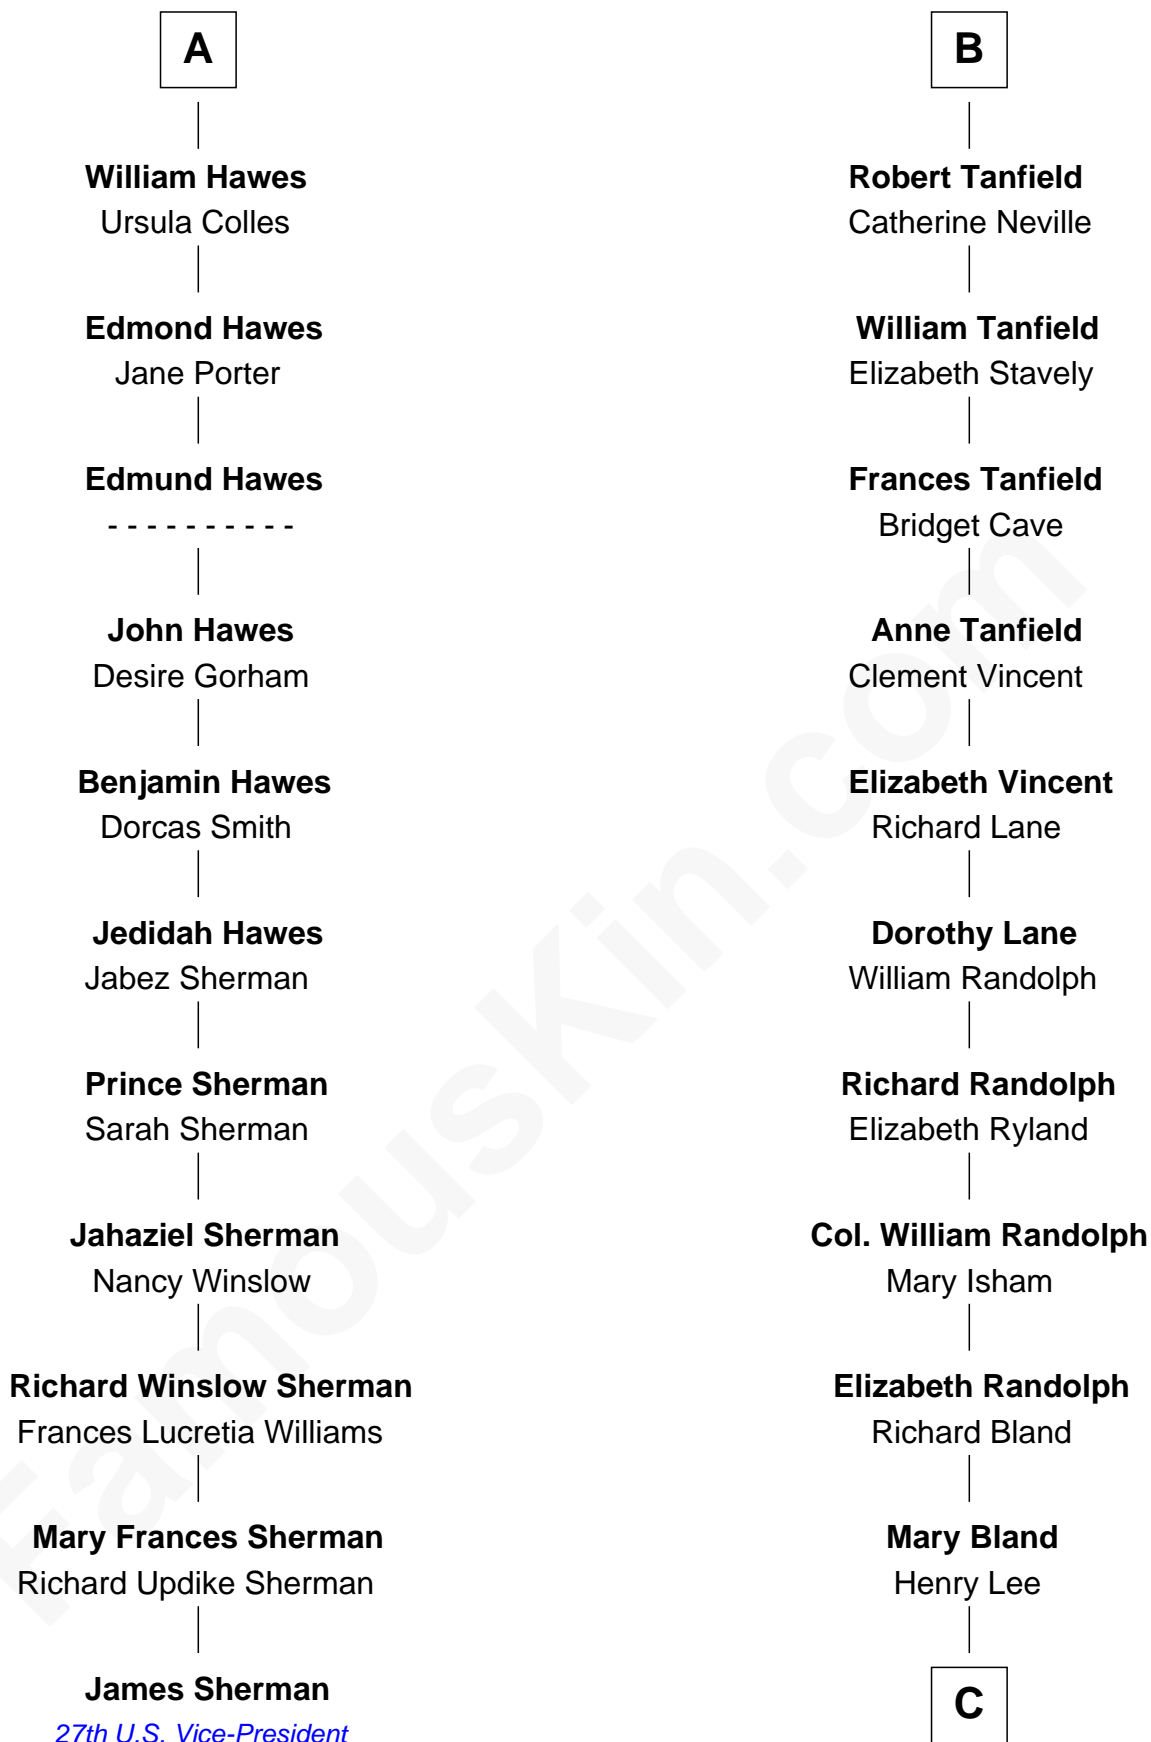 A
William Hawes
Ursula Colles
Edmond Hawes
Jane Porter
Edmund Hawes
- - - - - - - - - -
John Hawes
Desire Gorham
Benjamin Hawes
Dorcas Smith
Jedidah Hawes
Jabez Sherman
Prince Sherman
Sarah Sherman
Jahaziel Sherman
Nancy Winslow
Richard Winslow Sherman
Frances Lucretia Williams
Mary Frances Sherman
Richard Updike Sherman
James Sherman
27th U.S. Vice-President
B
Robert Tanfield
Catherine Neville
William Tanfield
Elizabeth Stavely
Frances Tanfield
Bridget Cave
Anne Tanfield
Clement Vincent
Elizabeth Vincent
Richard Lane
Dorothy Lane
William Randolph
Richard Randolph
Elizabeth Ryland
Col. William Randolph
Mary Isham
Elizabeth Randolph
Richard Bland
Mary Bland
Henry Lee
C
FamousKin.com